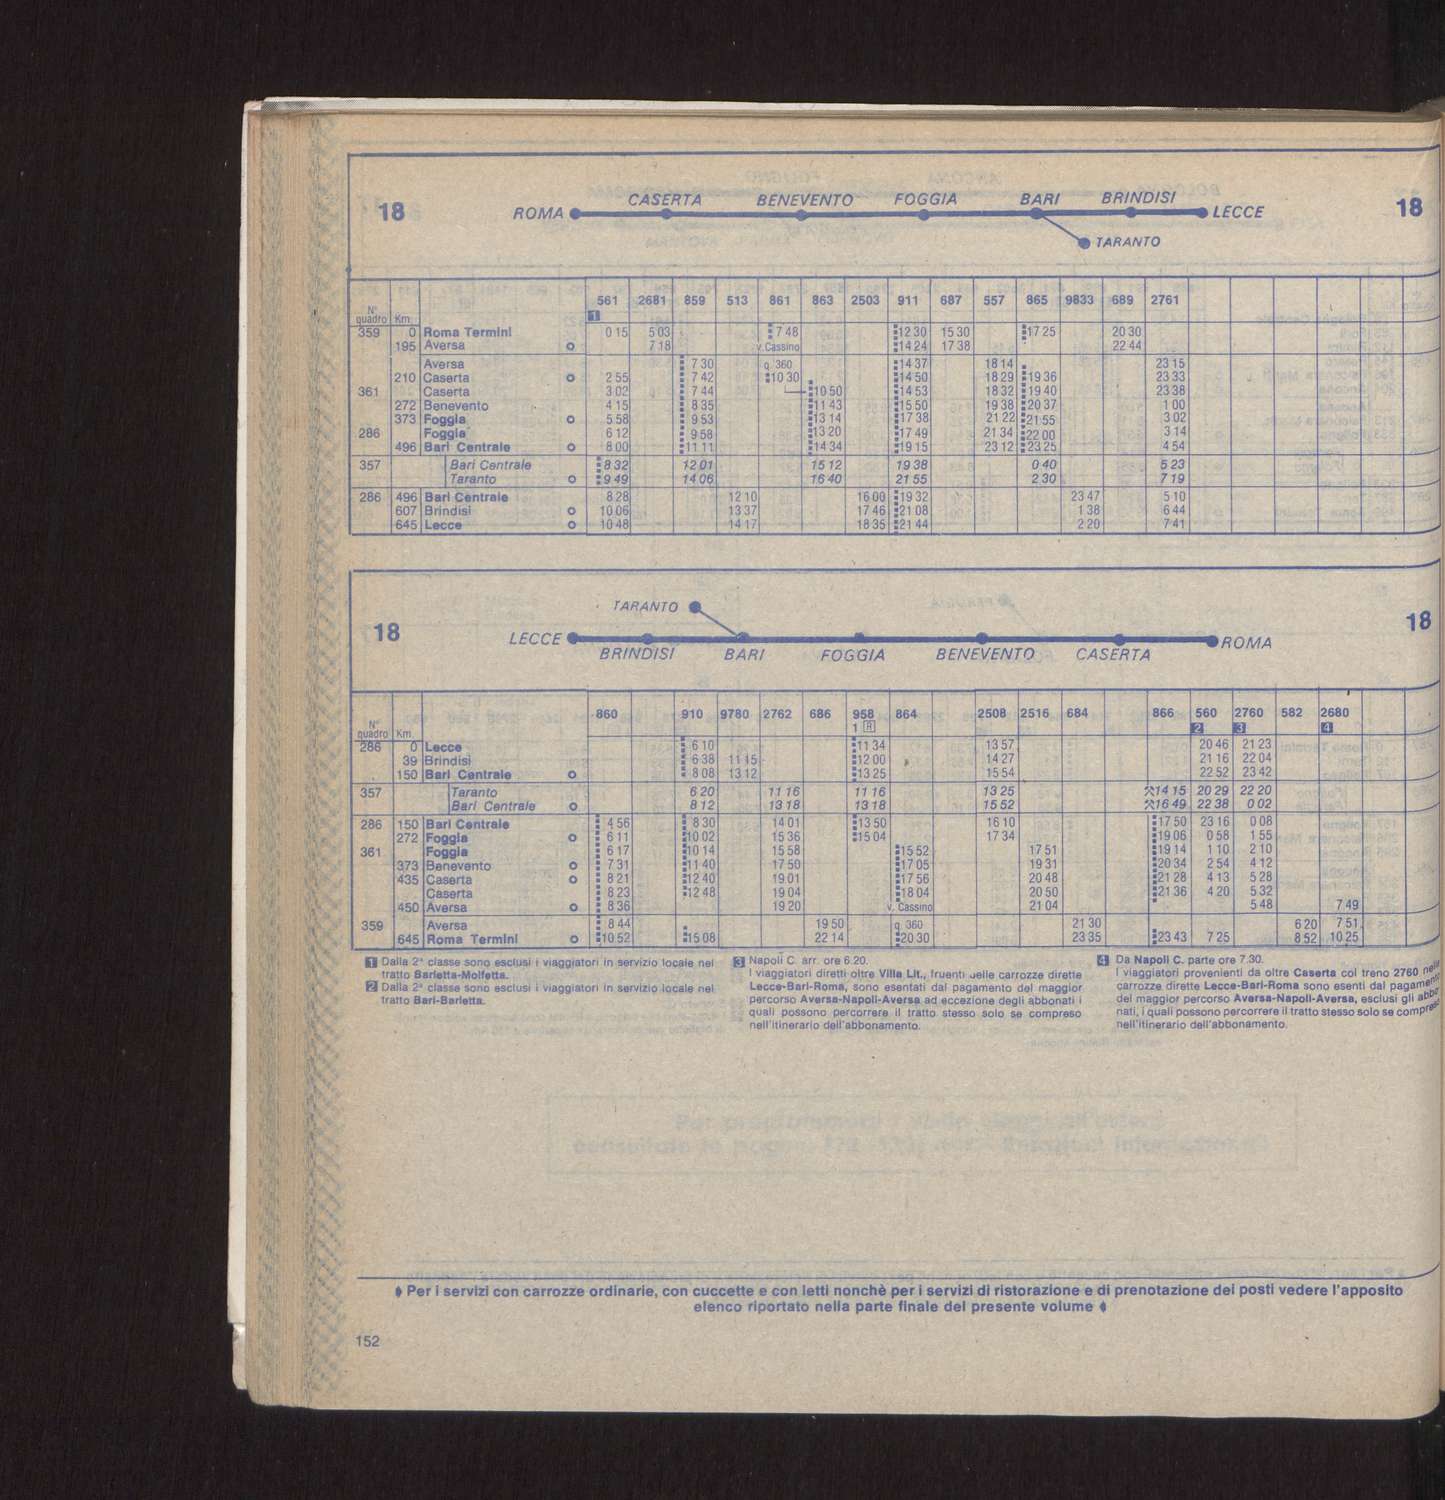 18 ROMA CASERTA BENEVENTO FOGGIA BARI BRINDISI LECCE 18
TARANTO
N° quadro Km. 561 2681 859 513 861 863 2503 911 687 557 865 9833 689 2761
1
359 0 Roma Termini 0 15 5 03 7 48 12 30 15 30 17 25 20 30
195 Aversa 7 18 v. Cassino 14 24 17 38 22 44
Aversa 7 30 q. 360 14 37 18 14 23 15
210 Caserta 2 55 7 42 10 30 14 50 18 29 19 36 23 33
361 Caserta 3 02 7 44 10 50 14 53 18 32 19 40 23 38
272 Benevento 4 15 8 35 11 43 15 50 19 38 20 37 1 00
373 Foggia 5 58 9 53 13 14 17 38 21 22 21 55 3 02
286 Foggia 6 12 9 58 13 20 17 49 21 34 22 00 3 14
496 Bari Centrale 8 00 11 11 14 34 19 15 23 12 23 25 4 54
357 Bari Centrale 8 32 12 01 15 12 19 38 0 40 5 23
Taranto 9 49 14 06 16 40 21 55 2 30 7 19
286 496 Bari Centrale 8 28 12 10 16 00 19 32 23 47 5 10
607 Brindisi 10 06 13 37 17 46 21 08 1 38 6 44
645 Lecce 10 48 14 17 18 35 21 44 2 20 7 41
TARANTO
18 LECCE BRINDISI BARI FOGGIA BENEVENTO CASERTA ROMA 18
N° quadro Km. 860 910 9780 2762 686 958 864 2508 2516 684 866 560 2760 582 2680
1 R 2 3 4
286 0 Lecce 6 10 11 34 13 57 20 46 21 23
39 Brindisi 6 38 11 15 12 00 14 27 21 16 22 04
150 Bari Centrale 8 08 13 12 13 25 15 54 22 52 23 42
357 Taranto 6 20 11 16 11 16 13 25 14 15 20 29 22 20
Bari Centrale 8 12 13 18 13 18 15 52 16 49 22 38 0 02
286 150 Bari Centrale 4 56 8 30 14 01 13 50 16 10 17 50 23 16 0 08
272 Foggia 6 11 10 02 15 36 15 04 17 34 19 06 0 58 1 55
361 Foggia 6 17 10 14 15 58 15 52 17 51 19 14 1 10 2 10
373 Benevento 7 31 11 40 17 50 17 05 19 31 20 34 2 54 4 12
435 Caserta 8 21 12 40 19 01 17 56 20 48 21 28 4 13 5 28
Caserta 8 23 12 48 19 04 18 04 20 50 21 36 4 20 5 32
450 Aversa 8 36 19 20 v. Cassino 21 04 5 48 7 49
359 Aversa 8 44 19 50 q. 360 21 30 6 20 7 51
645 Roma Termini 10 52 15 08 22 14 20 30 23 35 23 43 7 25 8 52 10 25
1 Dalla 2ª classe sono esclusi i viaggiatori in servizio locale nel
tratto Barletta-Molfetta.
2 Dalla 2ª classe sono esclusi i viaggiatori in servizio locale nel
tratto Bari-Barletta.
3 Napoli C. arr. ore 6.20.
I viaggiatori diretti oltre Villa Lit., fruenti delle carrozze dirette
Lecce-Bari-Roma, sono esentati dal pagamento del maggior
percorso Aversa-Napoli-Aversa ad eccezione degli abbonati i
quali possono percorrere il tratto stesso solo se compreso
nell'itinerario dell'abbonamento.
4 Da Napoli C. parte ore 7.30.
I viaggiatori provenienti da oltre Caserta col treno 2760 nelle
carrozze dirette Lecce-Bari-Roma sono esenti dal pagamento
del maggior percorso Aversa-Napoli-Aversa, esclusi gli abbo-
nati, i quali possono percorrere il tratto stesso solo se compreso
nell'itinerario dell'abbonamento.
Per i servizi con carrozze ordinarie, con cuccette e con letti nonchè per i servizi di ristorazione e di prenotazione dei posti vedere l'apposito
elenco riportato nella parte finale del presente volume
152